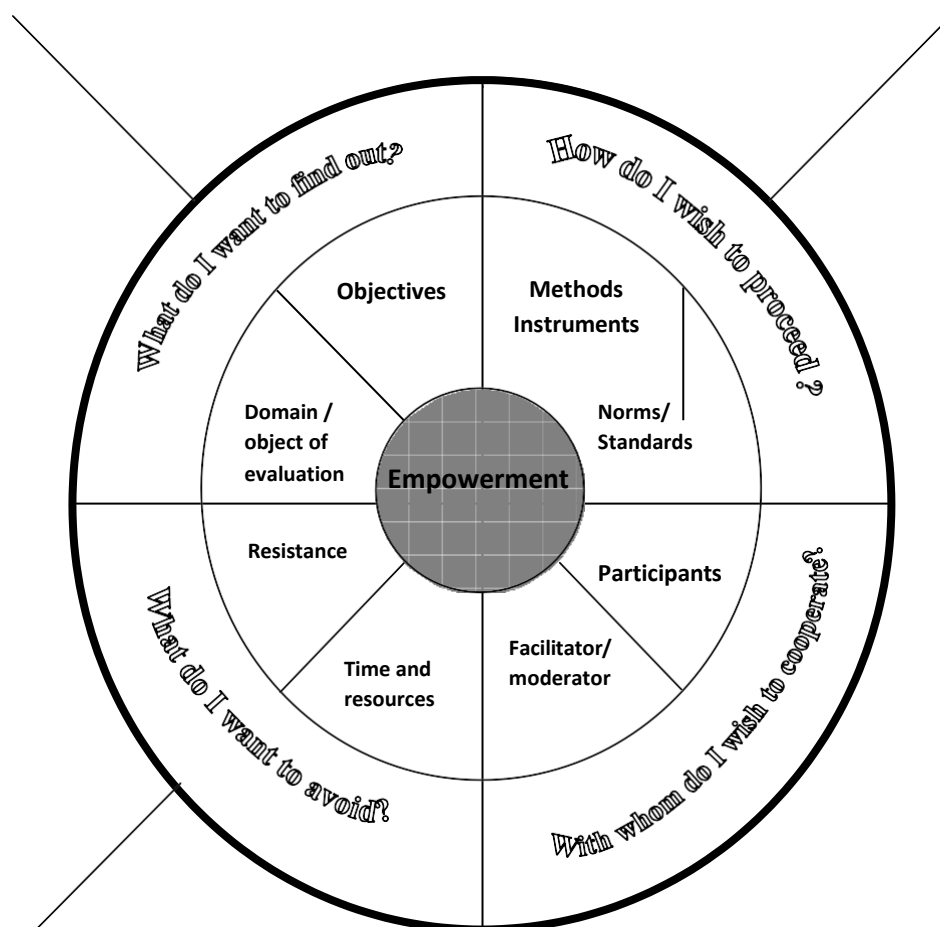 What do I want to find out?
How do I wish to proceed ?
Objectives
Methods
Instruments
Domain /
object of
evaluation
Norms/
Standards
Empowerment
Resistance
Participants
Time and
resources
Facilitator/
moderator
What do I want to avoid?
With whom do I wish to cooperate?